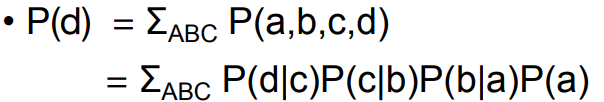 • P(d) = Σ_ABC P(a,b,c,d)
= Σ_ABC P(d|c)P(c|b)P(b|a)P(a)